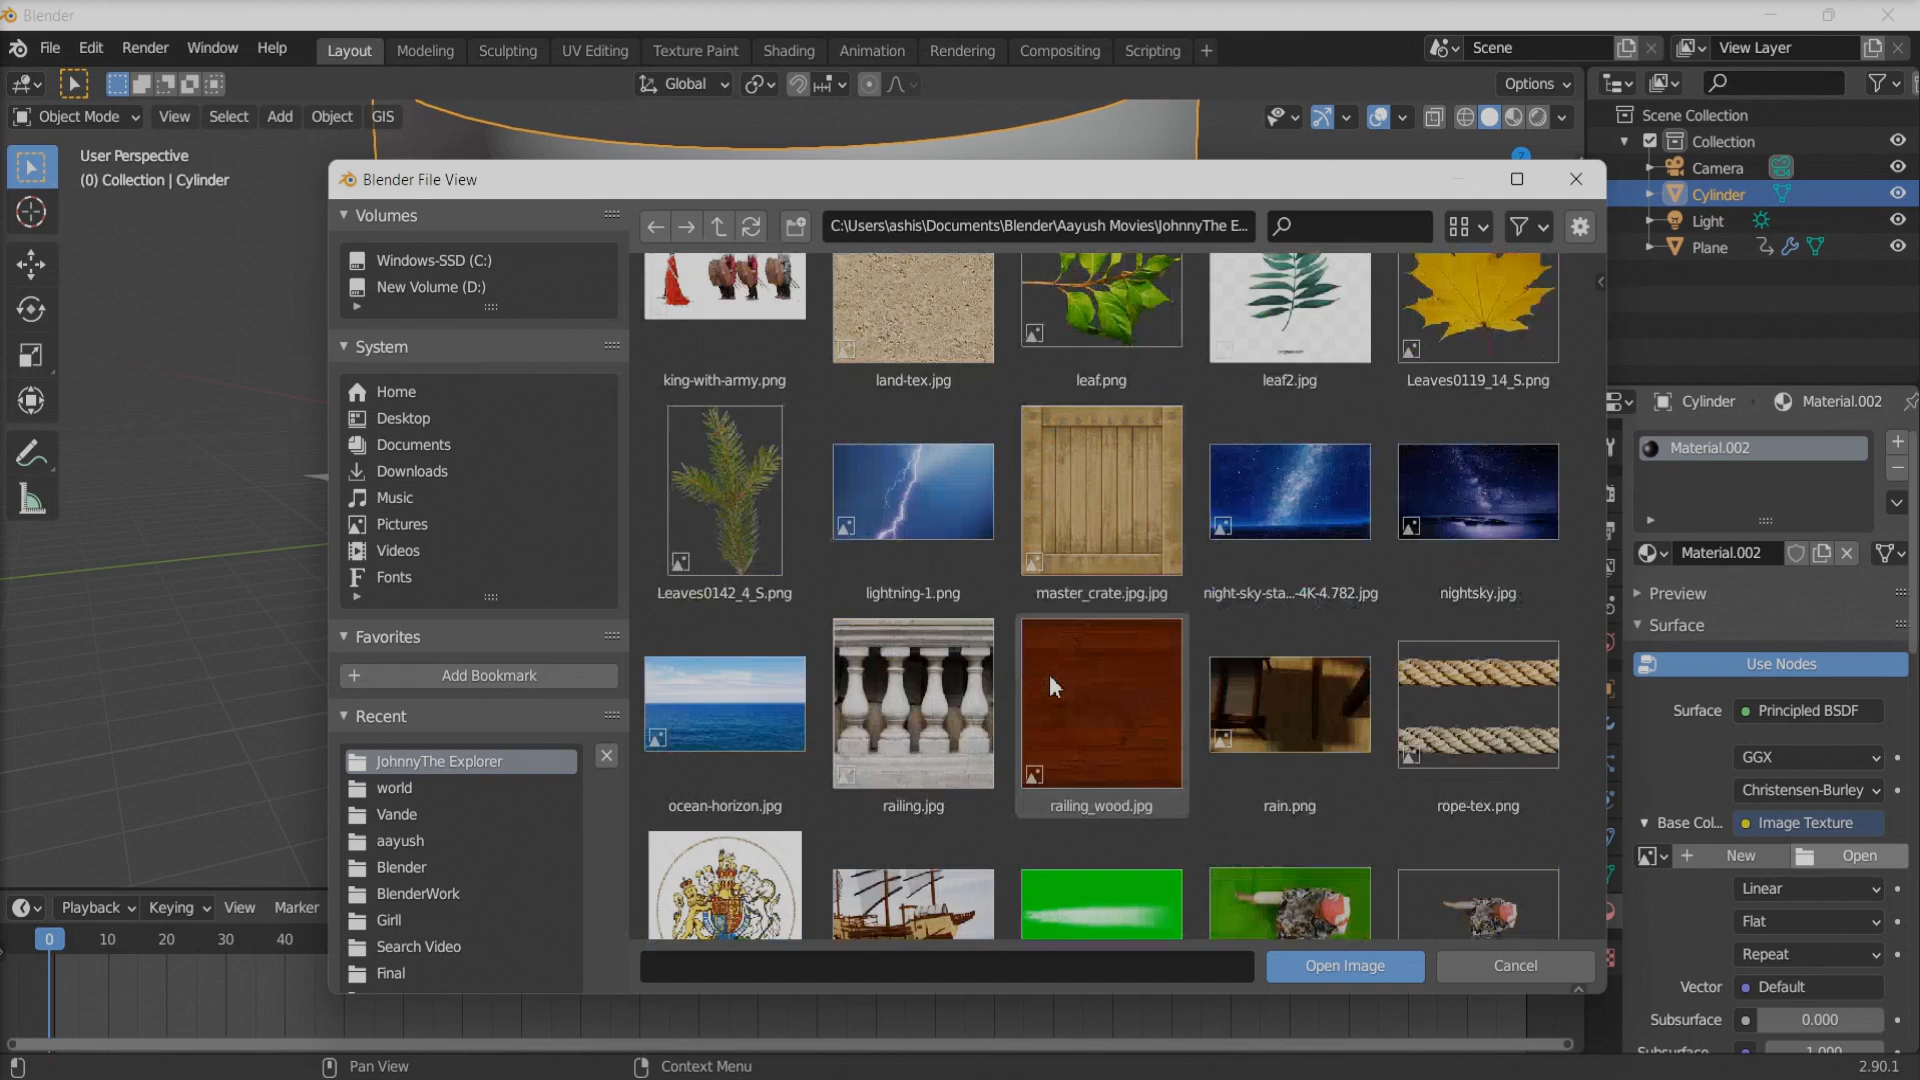 Blender
File Edit Render Window Help Layout Modeling Sculpting UV Editing Texture Paint Shading Animation Rendering Compositing Scripting + Scene View Layer
Global Options
Object Mode View Select Add Object GIS
User Perspective
(0) Collection | Cylinder
Scene Collection
Collection
Camera
Cylinder
Light
Plane
Blender File View
C:\Users\ashis\Documents\Blender\Aayush Movies\JohnnyThe E...
Volumes
Windows-SSD (C:)
New Volume (D:)
System
Home
Desktop
Documents
Downloads
Music
Pictures
Videos
Fonts
Favorites
Add Bookmark
Recent
JohnnyThe Explorer
world
Vande
aayush
Blender
BlenderWork
Girll
Search Video
Final
king-with-army.png land-tex.jpg leaf.png leaf2.jpg Leaves0119_14_S.png
Leaves0142_4_S.png lightning-1.png master_crate.jpg.jpg night-sky-sta...-4K-4.782.jpg nightsky.jpg
ocean-horizon.jpg railing.jpg railing_wood.jpg rain.png rope-tex.png
Open Image Cancel
Cylinder Material.002
Material.002
Material.002
Preview
Surface
Use Nodes
Surface Principled BSDF
GGX
Christensen-Burley
Base Col... Image Texture
New Open
Linear
Flat
Repeat
Vector Default
Subsurface 0.000
Playback Keying View Marker
0 10 20 30 40
Pan View Context Menu 2.90.1